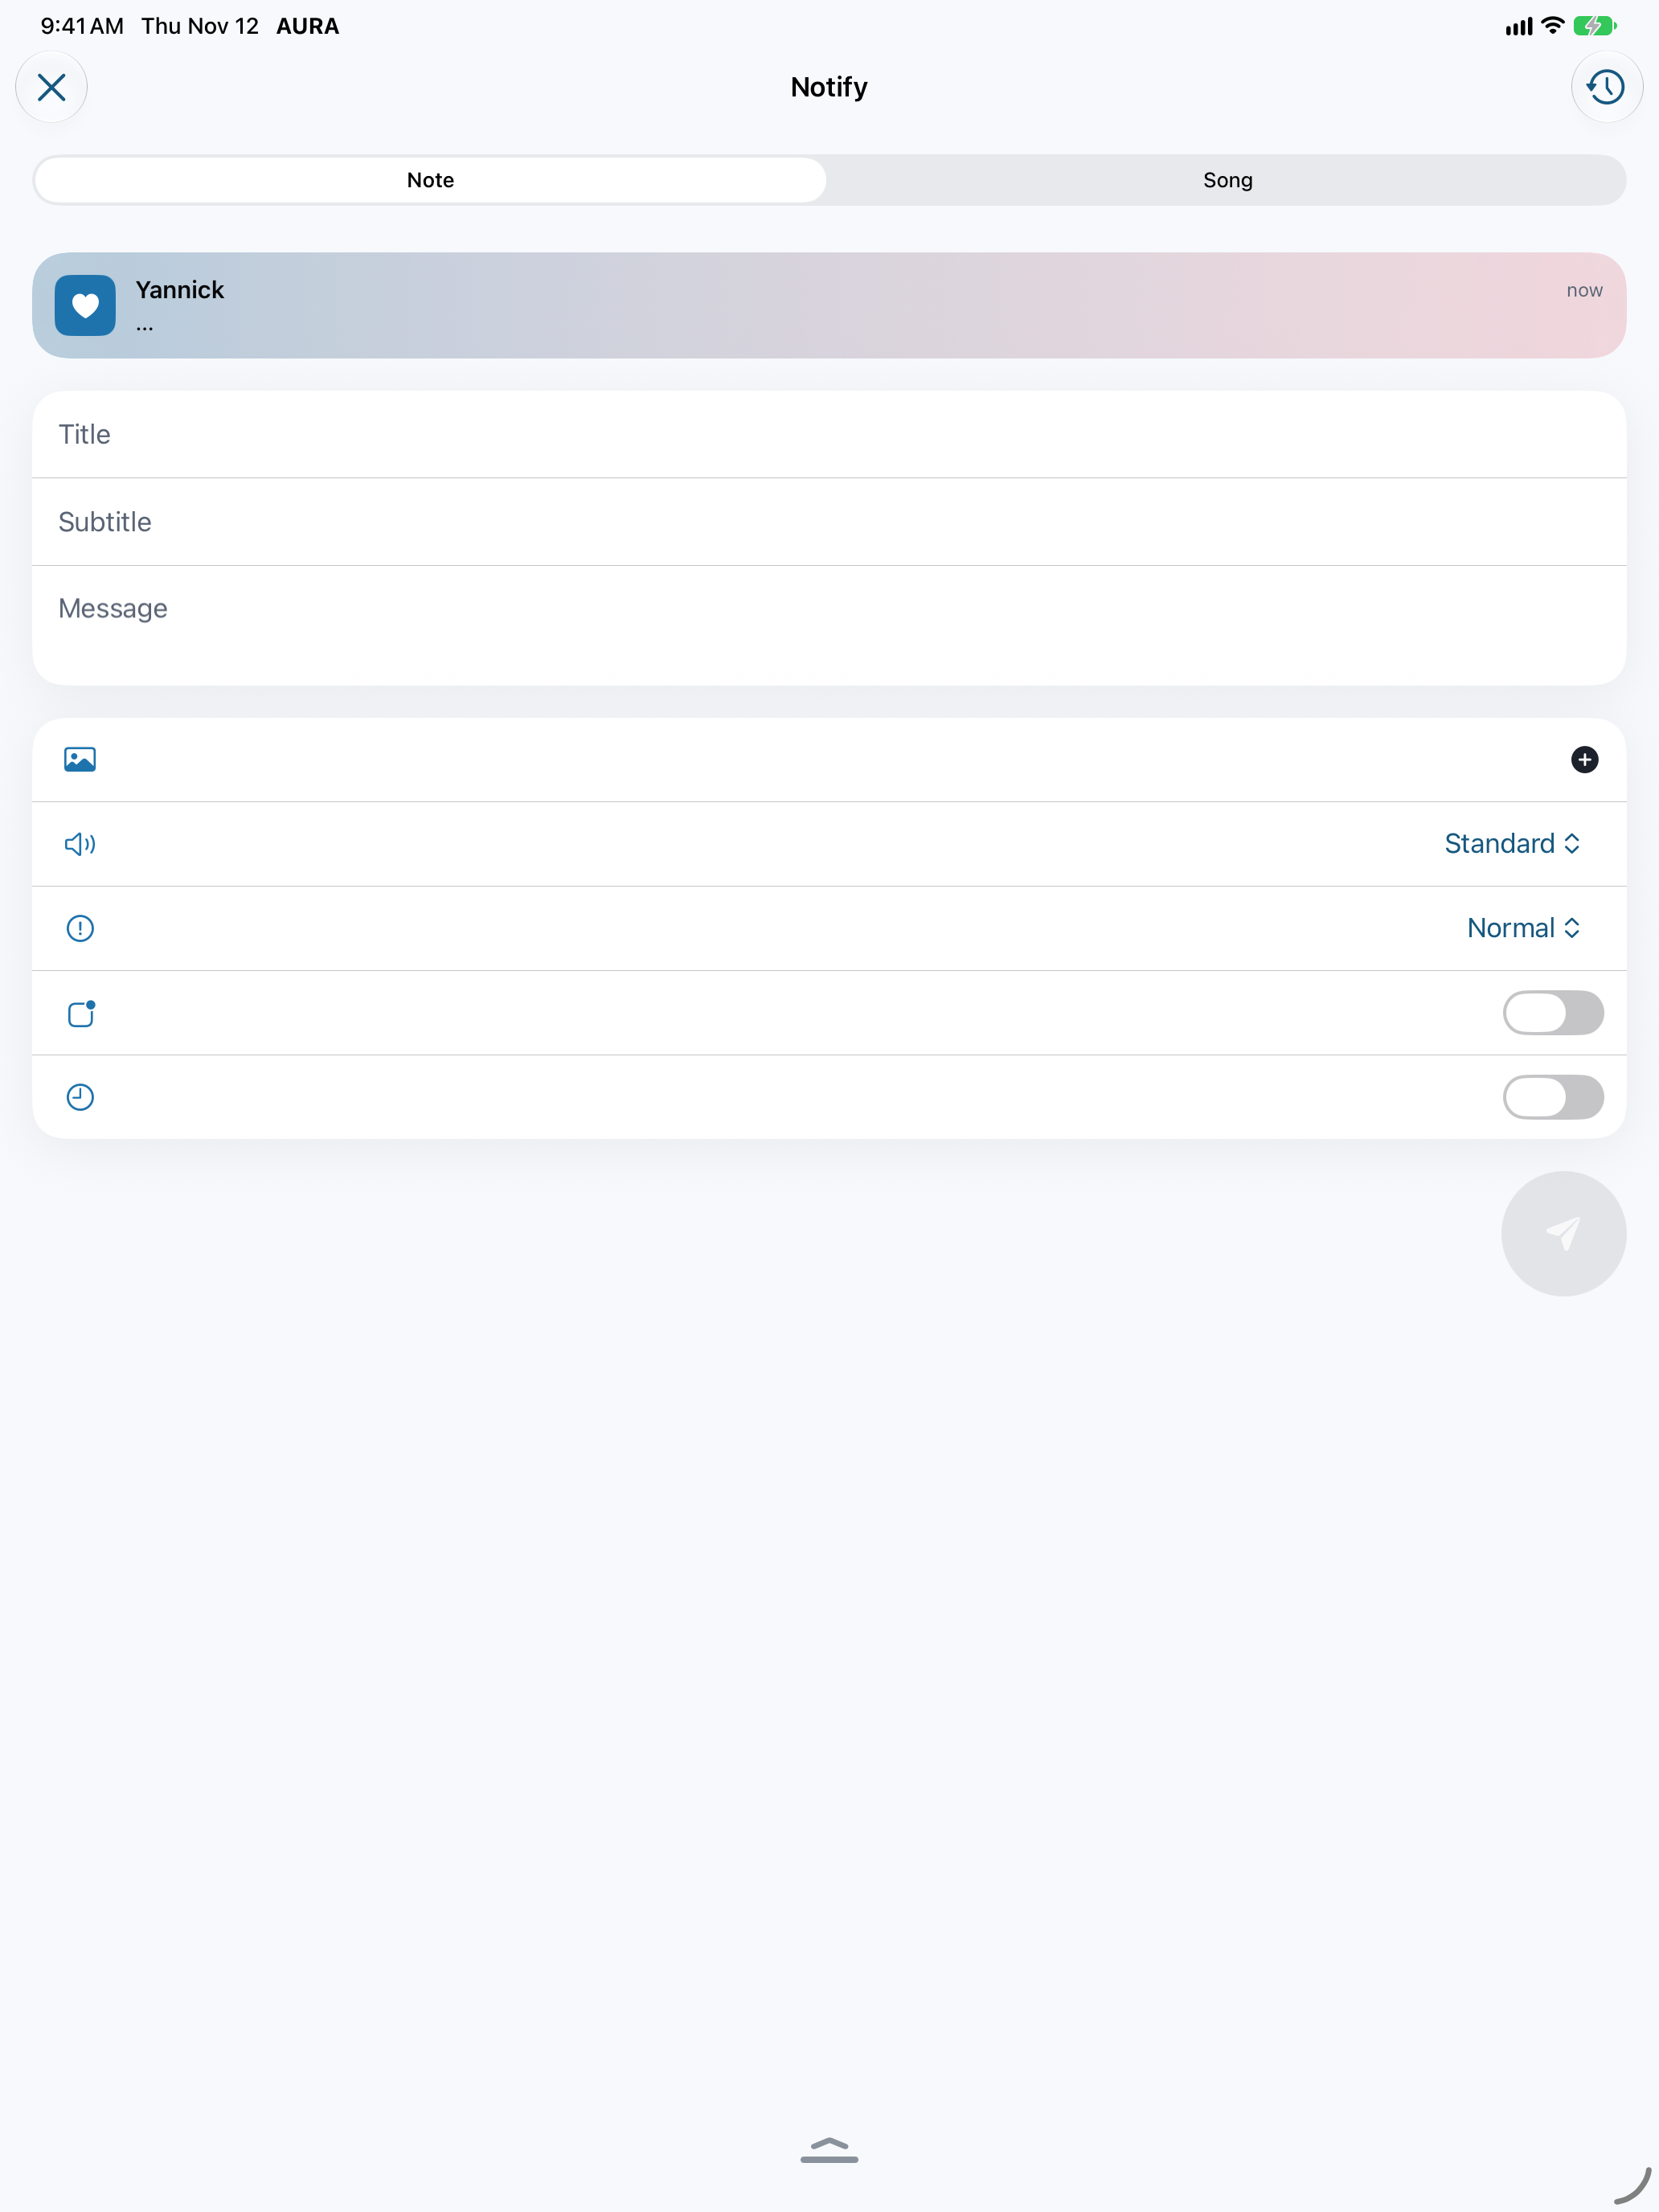 9:41 AM Thu Nov 12 AURA
Notify
Note
Song
Yannick
now
...
Title
Subtitle
Message
Standard
Normal